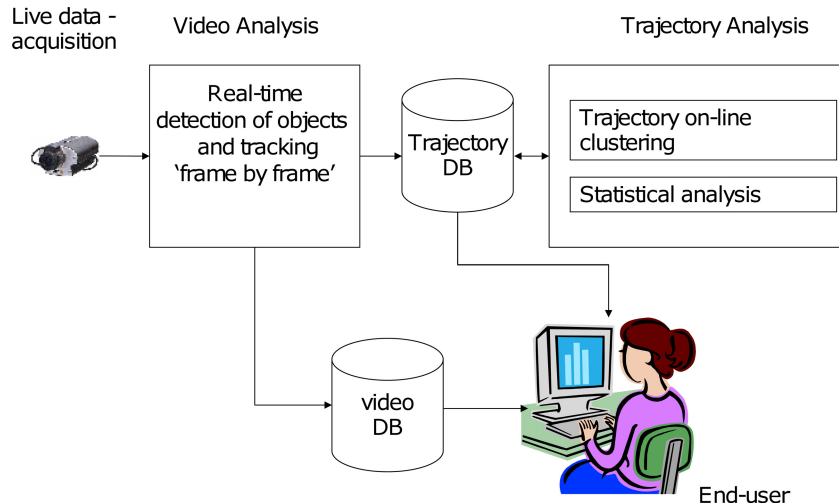 Live data -
acquisition
Video Analysis
Trajectory Analysis
Real-time
detection of objects
and tracking
‘frame by frame’
Trajectory
DB
Trajectory on-line
clustering
Statistical analysis
video
DB
End-user